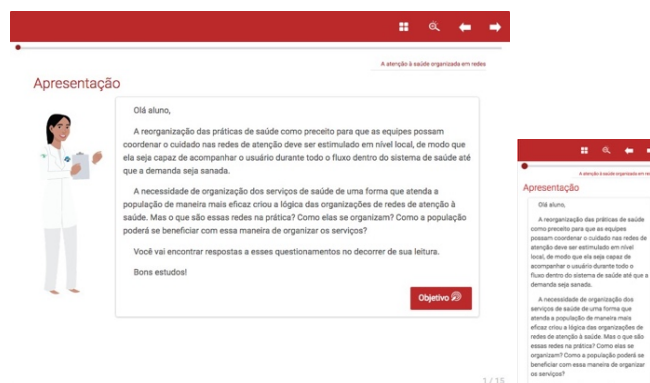 A atenção à saúde organizada em redes
Apresentação
Olá aluno,
A reorganização das práticas de saúde como preceito para que as equipes possam
coordenar o cuidado nas redes de atenção deve ser estimulado em nível local, de modo que
ela seja capaz de acompanhar o usuário durante todo o fluxo dentro do sistema de saúde até
que a demanda seja sanada.
A necessidade de organização dos serviços de saúde de uma forma que atenda a
população de maneira mais eficaz criou a lógica das organizações de redes de atenção à
saúde. Mas o que são essas redes na prática? Como elas se organizam? Como a população
poderá se beneficiar com essa maneira de organizar os serviços?
Você vai encontrar respostas a esses questionamentos no decorrer de sua leitura.
Bons estudos!
Objetivo
1 / 15
A atenção à saúde organizada em re
Apresentação
Olá aluno,
A reorganização das práticas de saúde
como preceito para que as equipes
possam coordenar o cuidado nas redes de
atenção deve ser estimulado em nível
local, de modo que ela seja capaz de
acompanhar o usuário durante todo o
fluxo dentro do sistema de saúde até que a
demanda seja sanada.
A necessidade de organização dos
serviços de saúde de uma forma que
atenda a população de maneira mais
eficaz criou a lógica das organizações de
redes de atenção à saúde. Mas o que são
essas redes na prática? Como elas se
organizam? Como a população poderá se
beneficiar com essa maneira de organizar
os serviços?